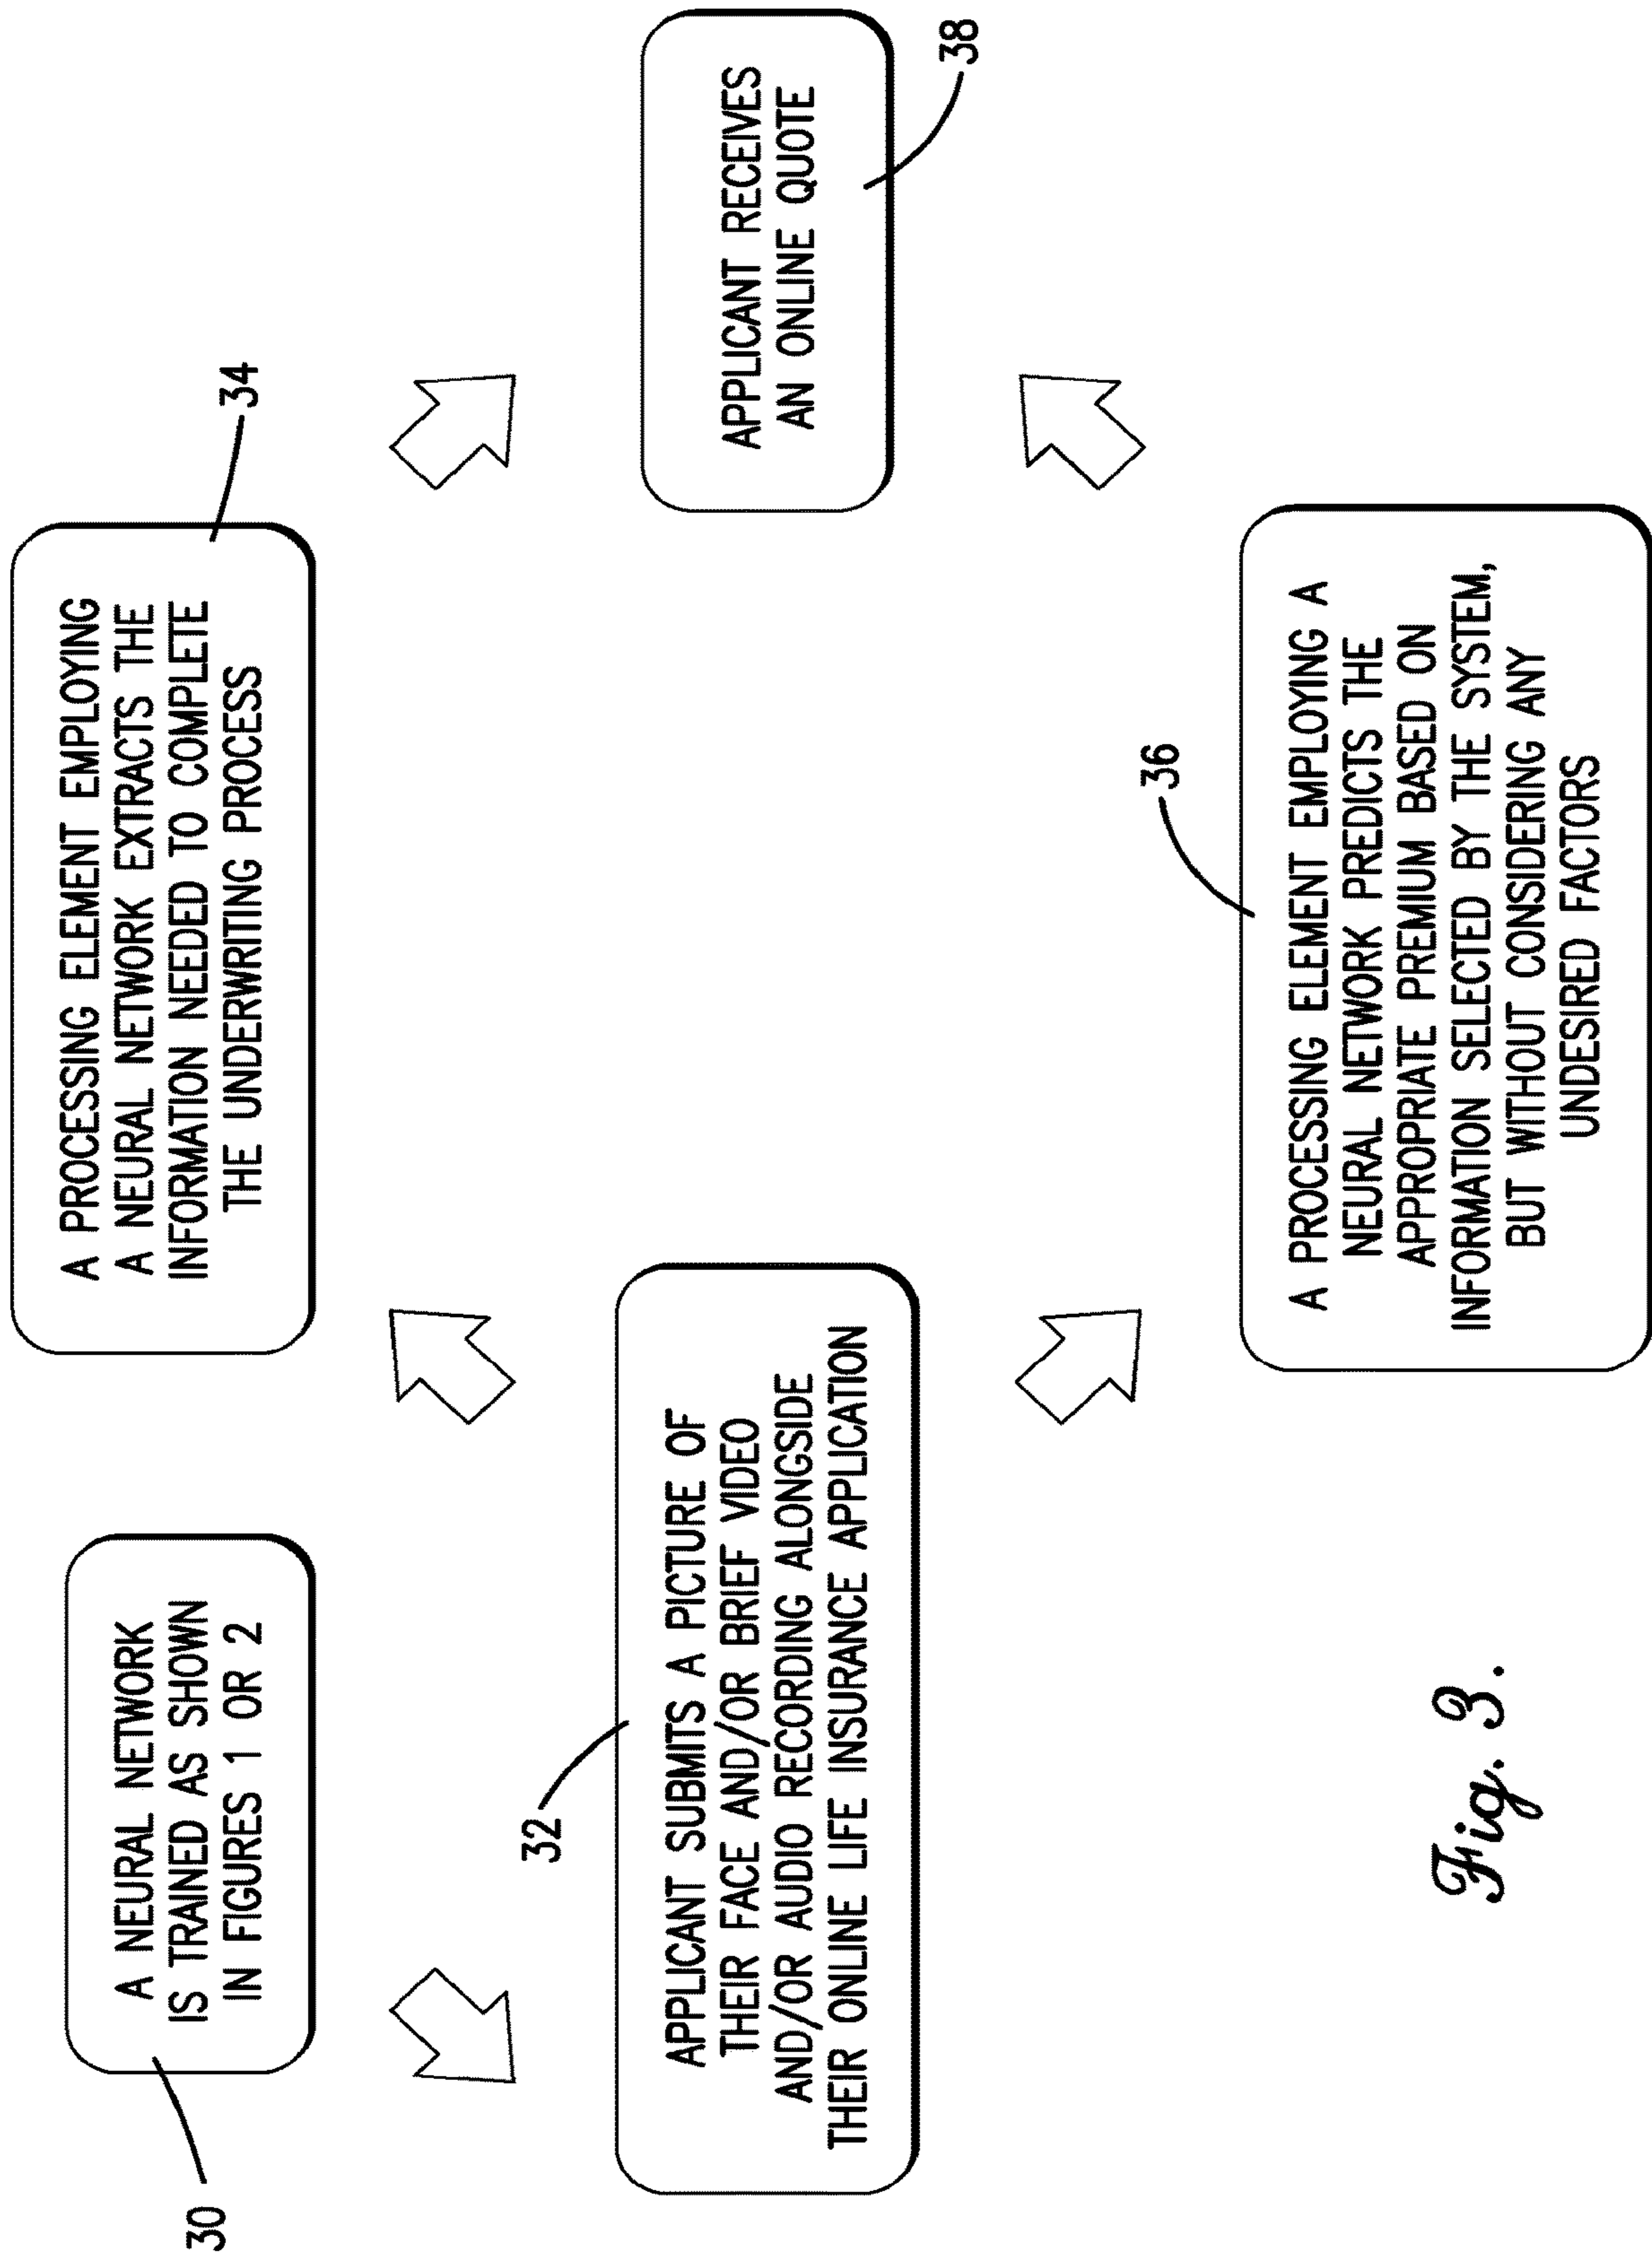 30
A NEURAL NETWORK
IS TRAINED AS SHOWN
IN FIGURES 1 OR 2
32
APPLICANT SUBMITS A PICTURE OF
THEIR FACE AND/OR BRIEF VIDEO
AND/OR AUDIO RECORDING ALONGSIDE
THEIR ONLINE LIFE INSURANCE APPLICATION
34
A PROCESSING ELEMENT EMPLOYING
A NEURAL NETWORK EXTRACTS THE
INFORMATION NEEDED TO COMPLETE
THE UNDERWRITING PROCESS
36
A PROCESSING ELEMENT EMPLOYING A
NEURAL NETWORK PREDICTS THE
APPROPRIATE PREMIUM BASED ON
INFORMATION SELECTED BY THE SYSTEM,
BUT WITHOUT CONSIDERING ANY
UNDESIRED FACTORS
38
APPLICANT RECEIVES
AN ONLINE QUOTE
Fig. 3.